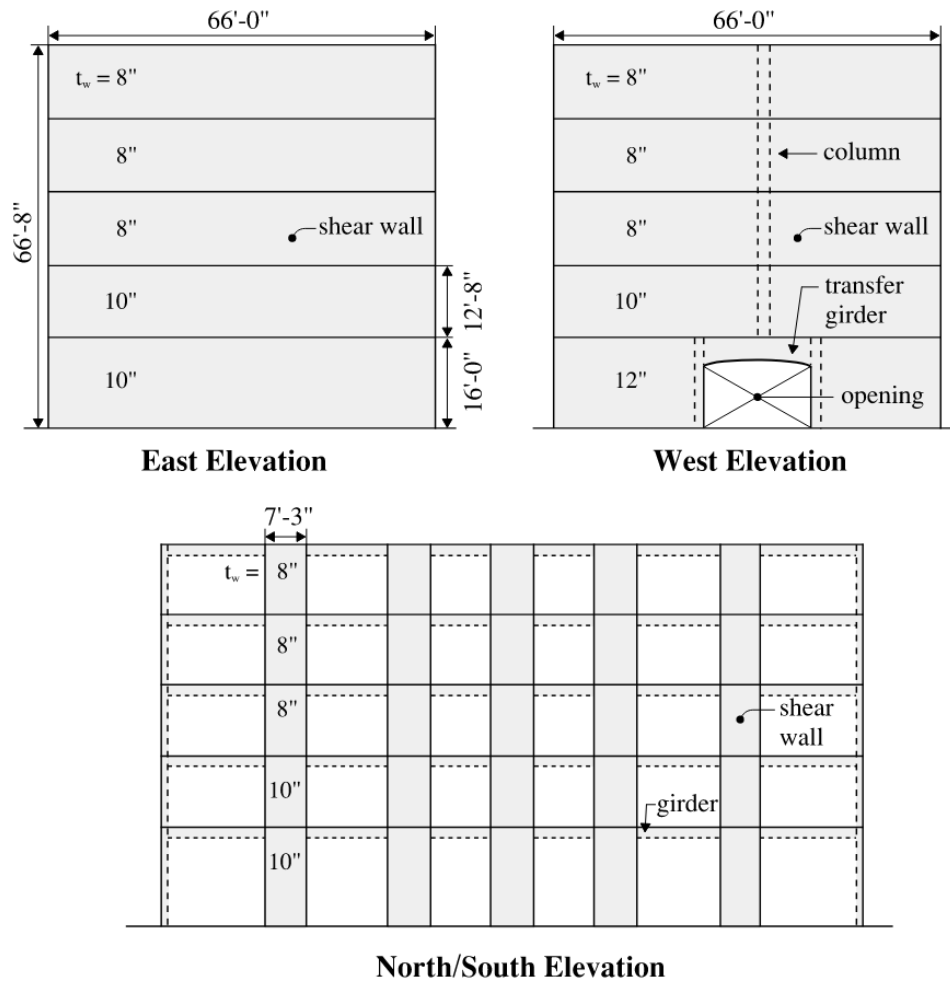 66'-0"
t_w = 8"
8"
8"
shear wall
10"
10"
66'-8"
12'-8"
16'-0"
East Elevation
66'-0"
t_w = 8"
8"
column
8"
shear wall
10"
transfer
girder
12"
opening
West Elevation
7'-3"
t_w = 8"
8"
8"
shear
wall
10"
girder
10"
North/South Elevation